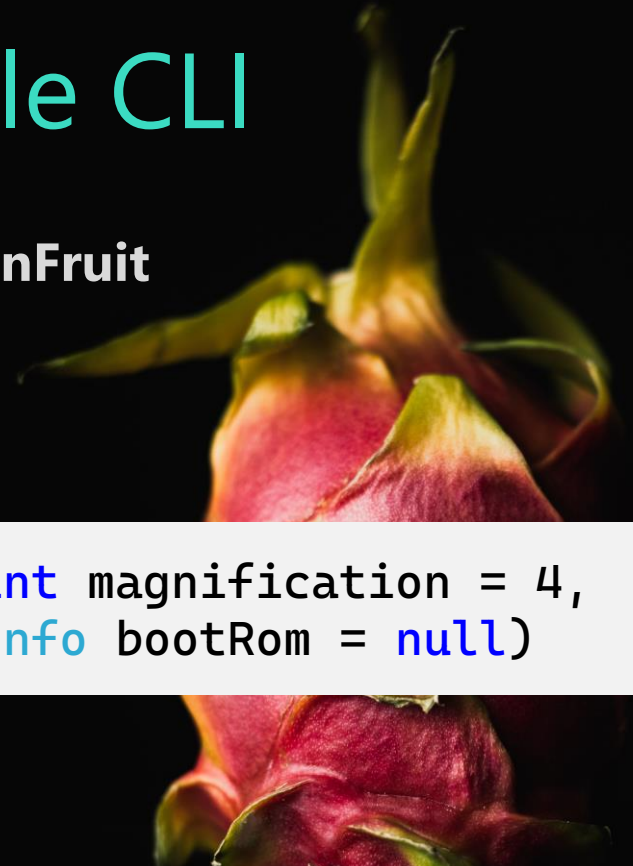 le CLI
nFruit
nt magnification = 4,
nfo bootRom = null)